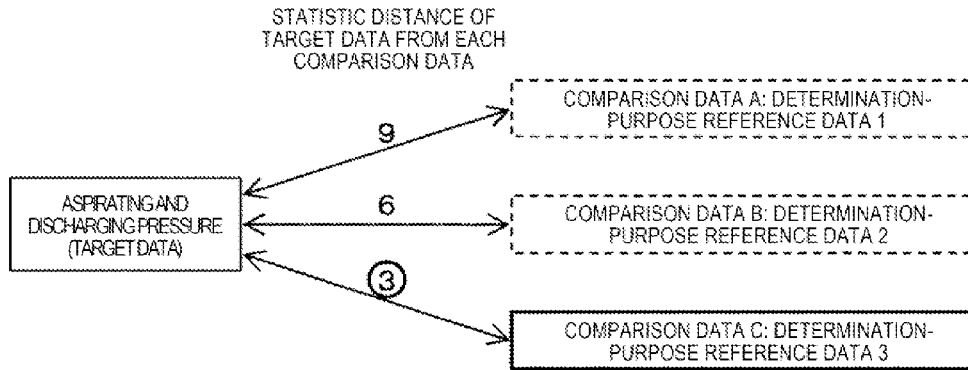 STATISTIC DISTANCE OF
TARGET DATA FROM EACH
COMPARISON DATA
COMPARISON DATA A: DETERMINATION-
PURPOSE REFERENCE DATA 1
9
ASPIRATING AND
DISCHARGING PRESSURE
(TARGET DATA)
6
COMPARISON DATA B: DETERMINATION-
PURPOSE REFERENCE DATA 2
3
COMPARISON DATA C: DETERMINATION-
PURPOSE REFERENCE DATA 3